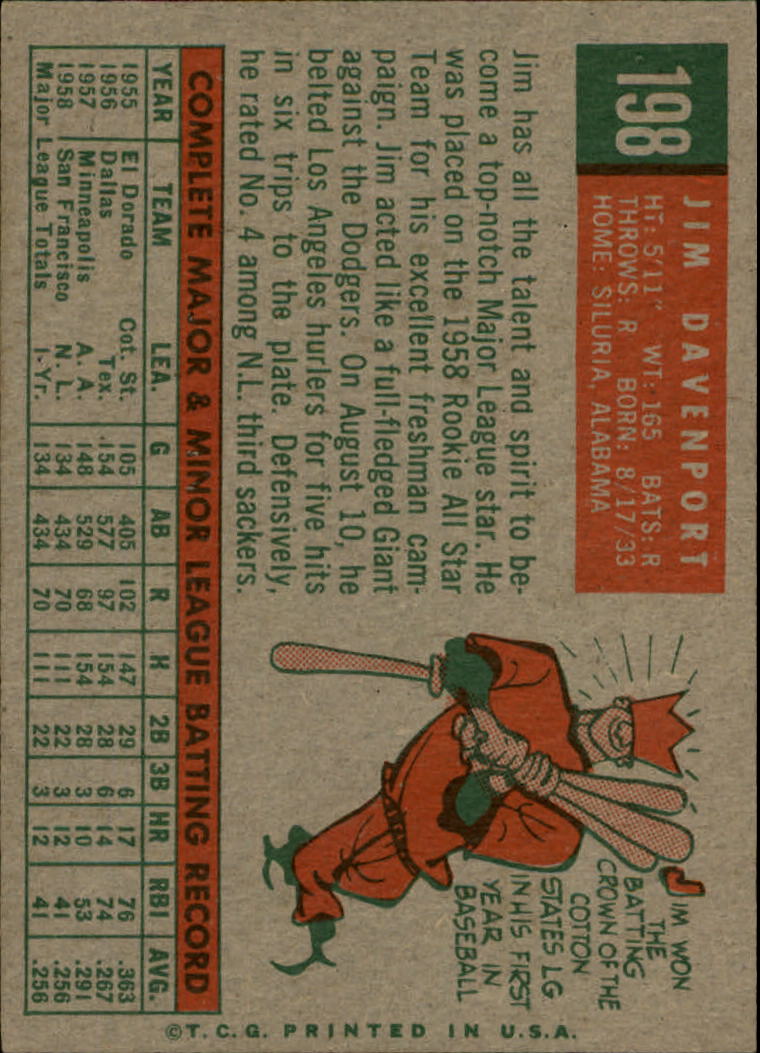 198
JIM DAVENPORT
HT: 5'11" WT: 165 BATS: R
THROWS: R BORN: 8/17/33
HOME: SILURIA, ALABAMA
Jim has all the talent and spirit to be-
come a top-notch Major League star. He
was placed on the 1958 Rookie All Star
Team for his excellent freshman cam-
paign. Jim acted like a full-fledged Giant
against the Dodgers. On August 10, he
belted Los Angeles hurlers for five hits
in six trips to the plate. Defensively,
he rated No. 4 among N.L. third sackers.
JIM WON
THE
BATTING
CROWN OF THE
COTTON
STATES LG
IN HIS FIRST
YEAR IN
BASEBALL
COMPLETE MAJOR & MINOR LEAGUE BATTING RECORD
YEAR TEAM LEA. G AB R H 2B 3B HR RBI AVG.
1955 El Dorado Cot. St. 105 405 102 147 29 6 17 76 .363
1956 Dallas Tex. 154 577 97 154 28 6 14 74 .267
1957 Minneapolis A. A. 148 529 68 154 28 3 10 53 .291
1958 San Francisco N. L. 134 434 70 111 22 3 12 41 .256
Major League Totals 1-Yr. 134 434 70 111 22 3 12 41 .256
©T. C. G. PRINTED IN U.S.A.